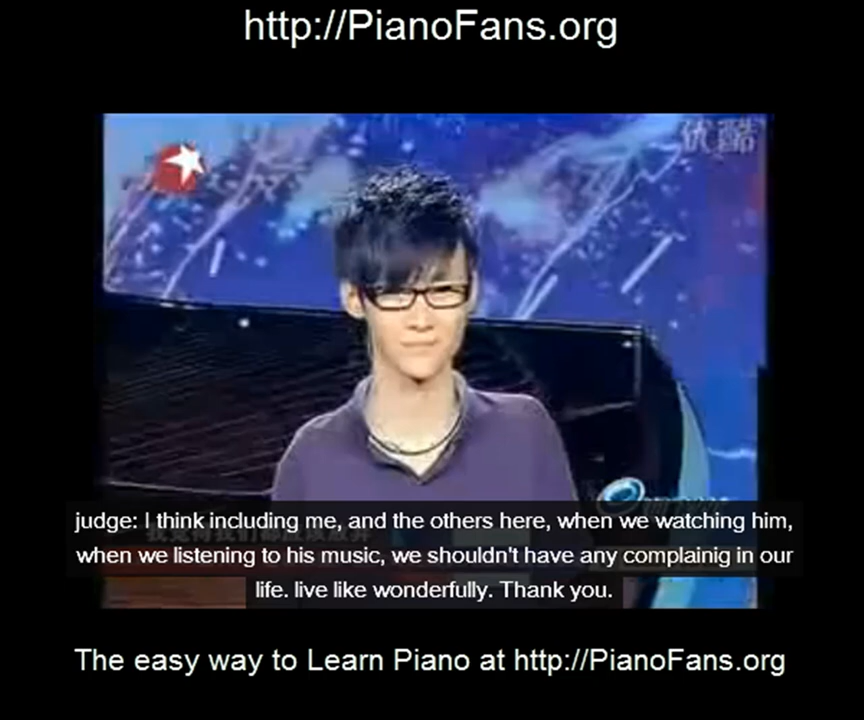 http://PianoFans.org
优酷
judge: I think including me, and the others here, when we watching him,
when we listening to his music, we shouldn't have any complainig in our
life. live like wonderfully. Thank you.
The easy way to Learn Piano at http://PianoFans.org